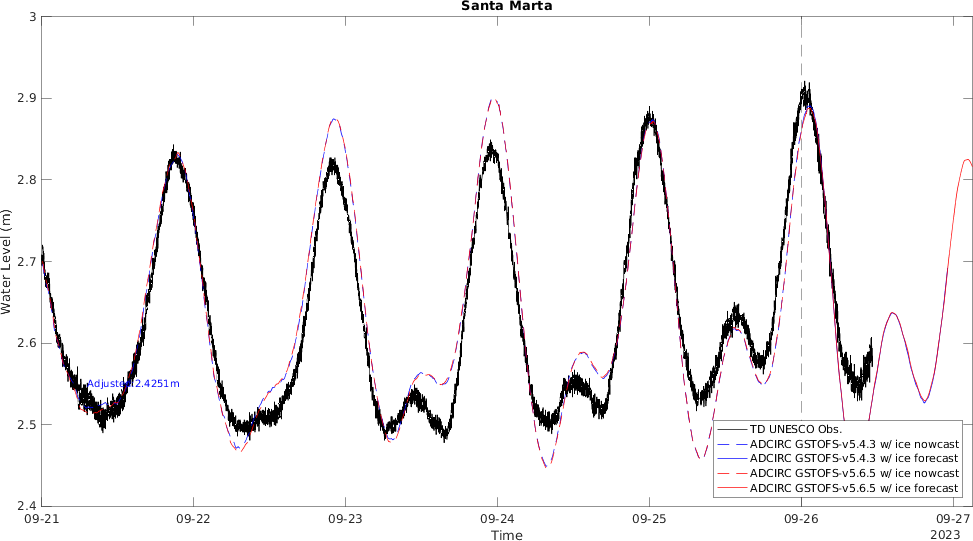 Santa Marta
3
2.9
2.8
2.7
2.6
2.5
2.4
Water Level (m)
Adjusted 2.4251m
TD UNESCO Obs.
ADCIRC GSTOFS-v5.4.3 w/ ice nowcast
ADCIRC GSTOFS-v5.4.3 w/ ice forecast
ADCIRC GSTOFS-v5.6.5 w/ ice nowcast
ADCIRC GSTOFS-v5.6.5 w/ ice forecast
09-21 09-22 09-23 09-24 09-25 09-26 09-27
Time 2023